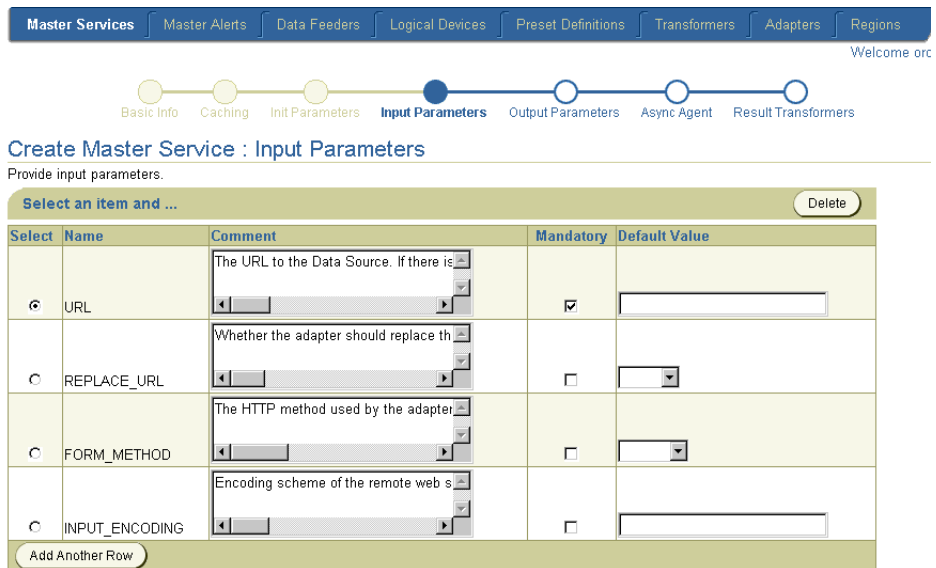 Master Services Master Alerts Data Feeders Logical Devices Preset Definitions Transformers Adapters Regions
Welcome orc
Basic Info Caching Init Parameters Input Parameters Output Parameters Async Agent Result Transformers
Create Master Service : Input Parameters
Provide input parameters.
Select an item and ... Delete
Select Name Comment Mandatory Default Value
The URL to the Data Source. If there is
URL
Whether the adapter should replace th
REPLACE_URL
The HTTP method used by the adapter
FORM_METHOD
Encoding scheme of the remote web s
INPUT_ENCODING
Add Another Row